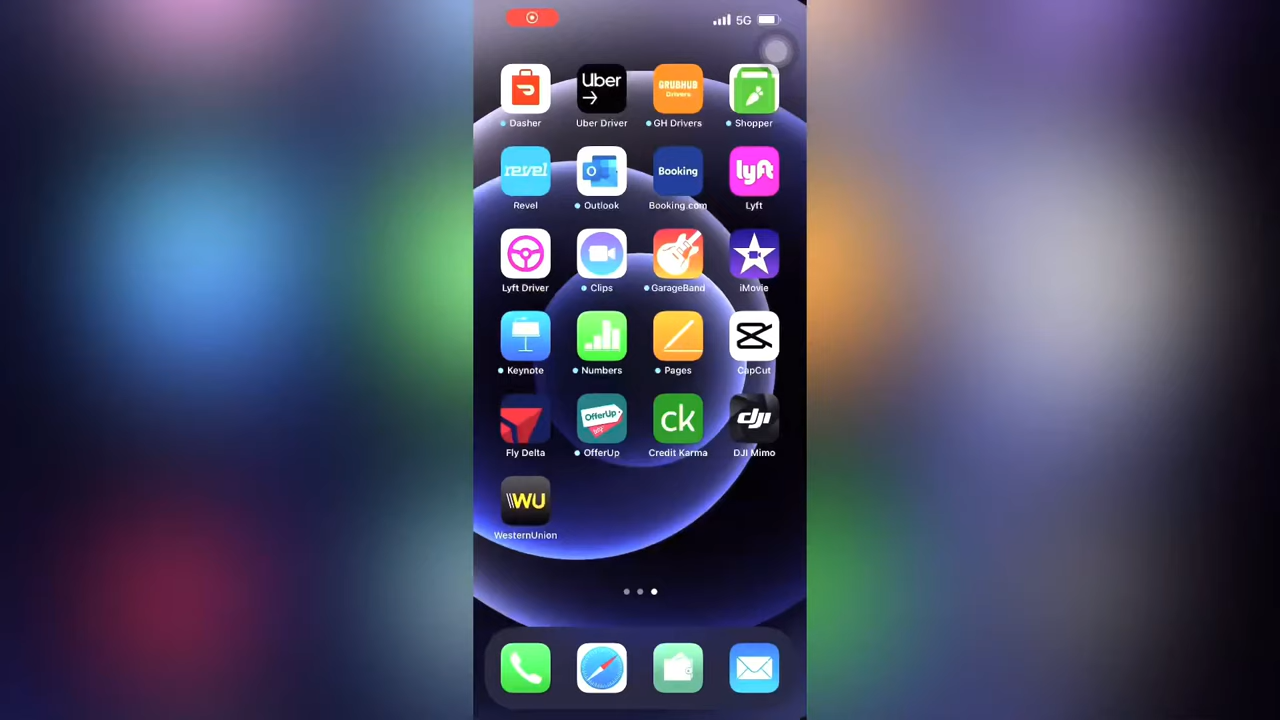 5G
Uber
GRUBHUB
Drivers
Dasher
Uber Driver
GH Drivers
Shopper
revel
Booking
lyft
Revel
Outlook
Booking.com
Lyft
Lyft Driver
Clips
GarageBand
iMovie
Keynote
Numbers
Pages
CapCut
OfferUp
ck
dji
Fly Delta
OfferUp
Credit Karma
DJI Mimo
WU
WesternUnion